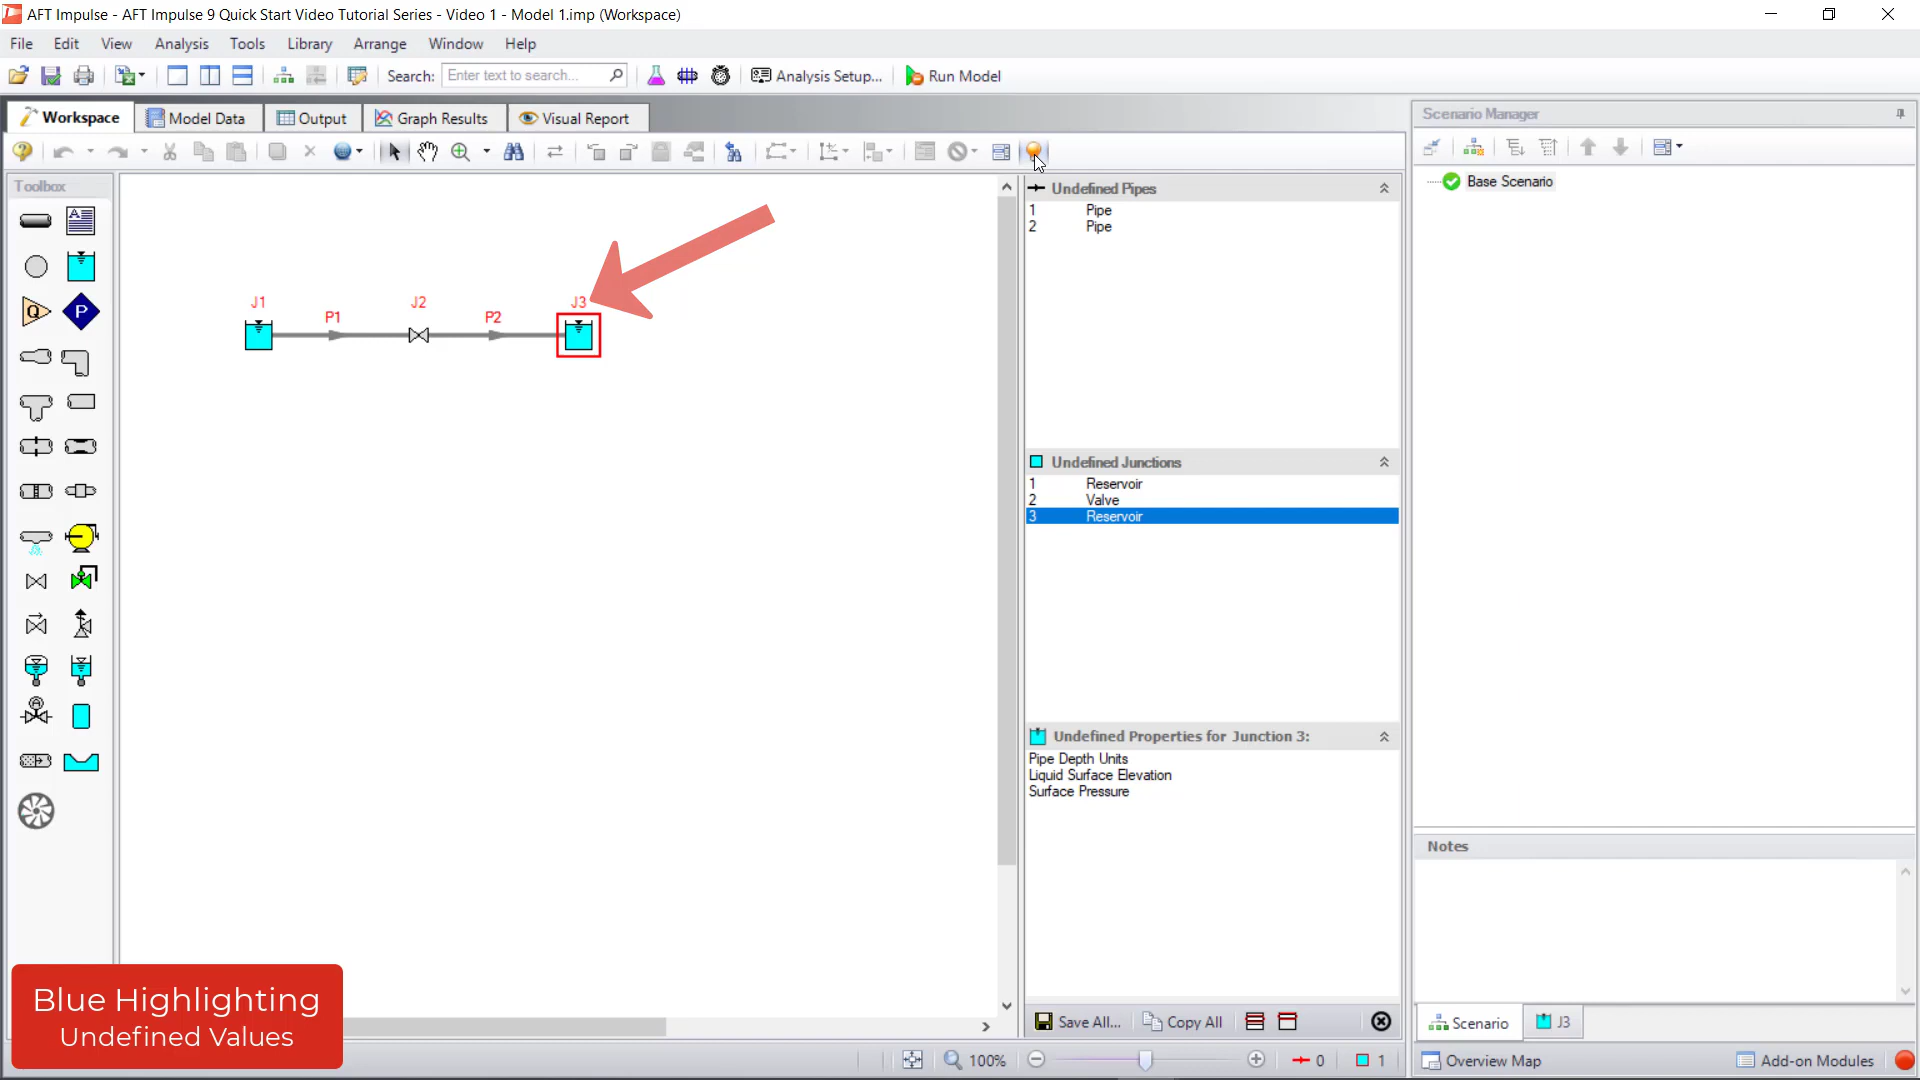 AFT Impulse - AFT Impulse 9 Quick Start Video Tutorial Series - Video 1 - Model 1.imp (Workspace)
File Edit View Analysis Tools Library Arrange Window Help
Search: Enter text to search... Analysis Setup... Run Model
Workspace Model Data Output Graph Results Visual Report
Scenario Manager
Base Scenario
Toolbox
A
Q
P
J1
P1
J2
P2
J3
Undefined Pipes
1 Pipe
2 Pipe
Undefined Junctions
1 Reservoir
2 Valve
3 Reservoir
Undefined Properties for Junction 3:
Pipe Depth Units
Liquid Surface Elevation
Surface Pressure
Save All... Copy All
Notes
Scenario J3
Blue Highlighting
Undefined Values
100% 0 1
Overview Map Add-on Modules